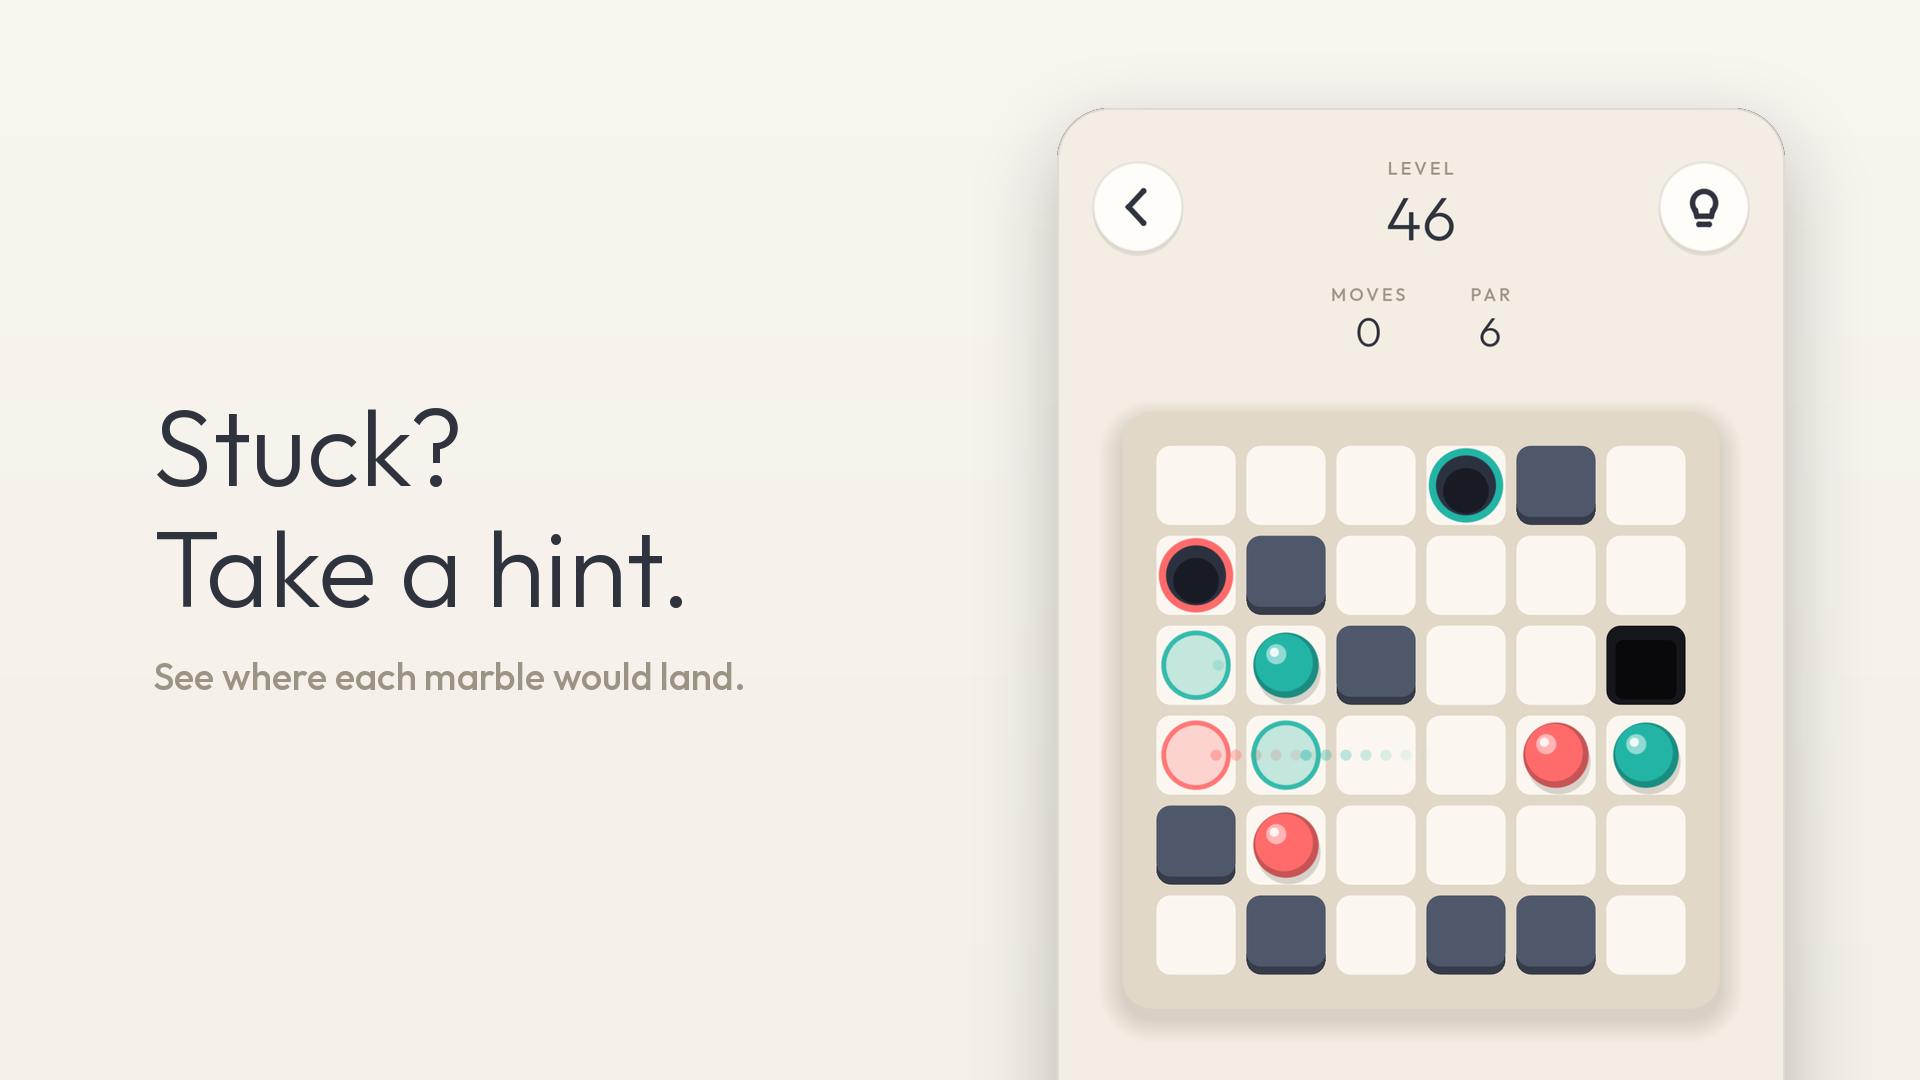 Stuck?
Take a hint.
See where each marble would land.
LEVEL
46
MOVES PAR
0 6